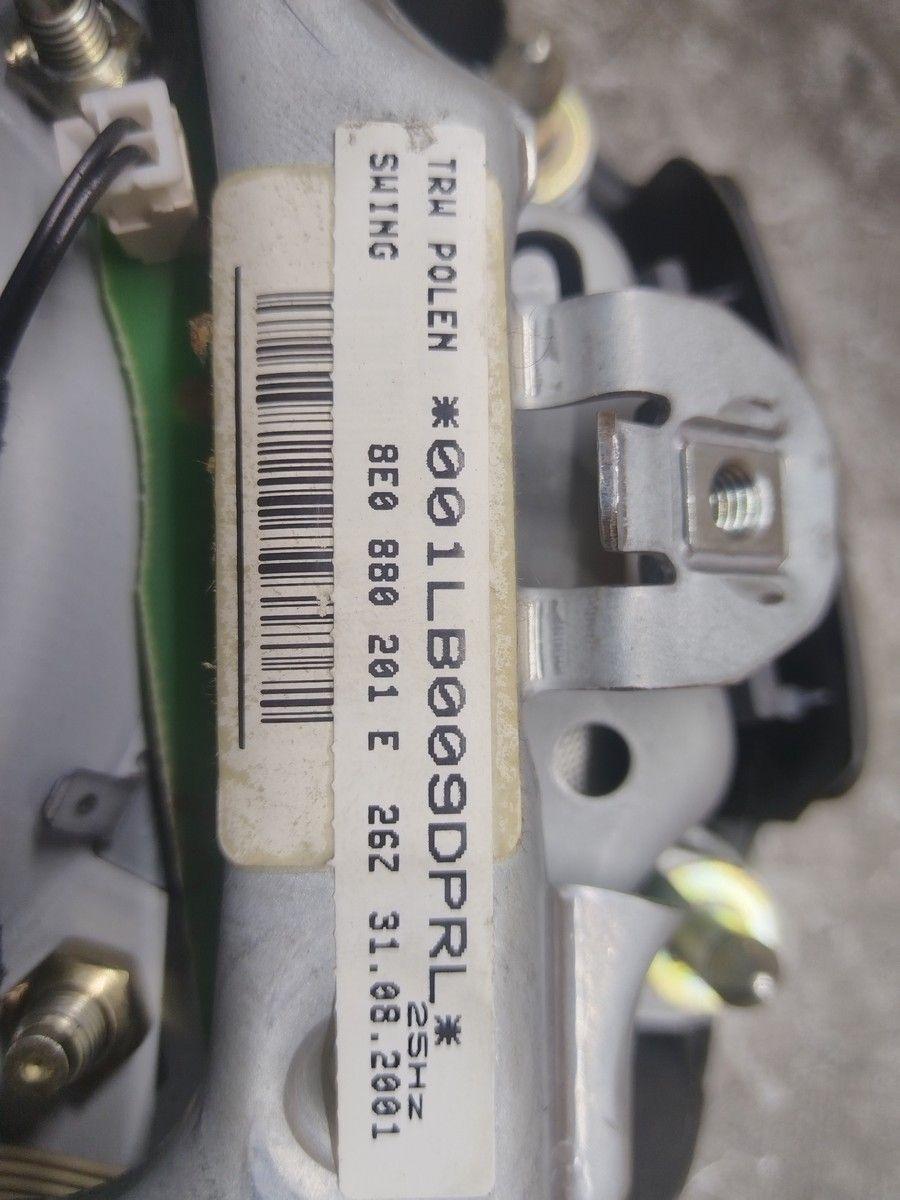 TRW POLEN *001LB009DPRL*
25Hz
SWING 8E0 880 201 E 26Z 31.08.2001